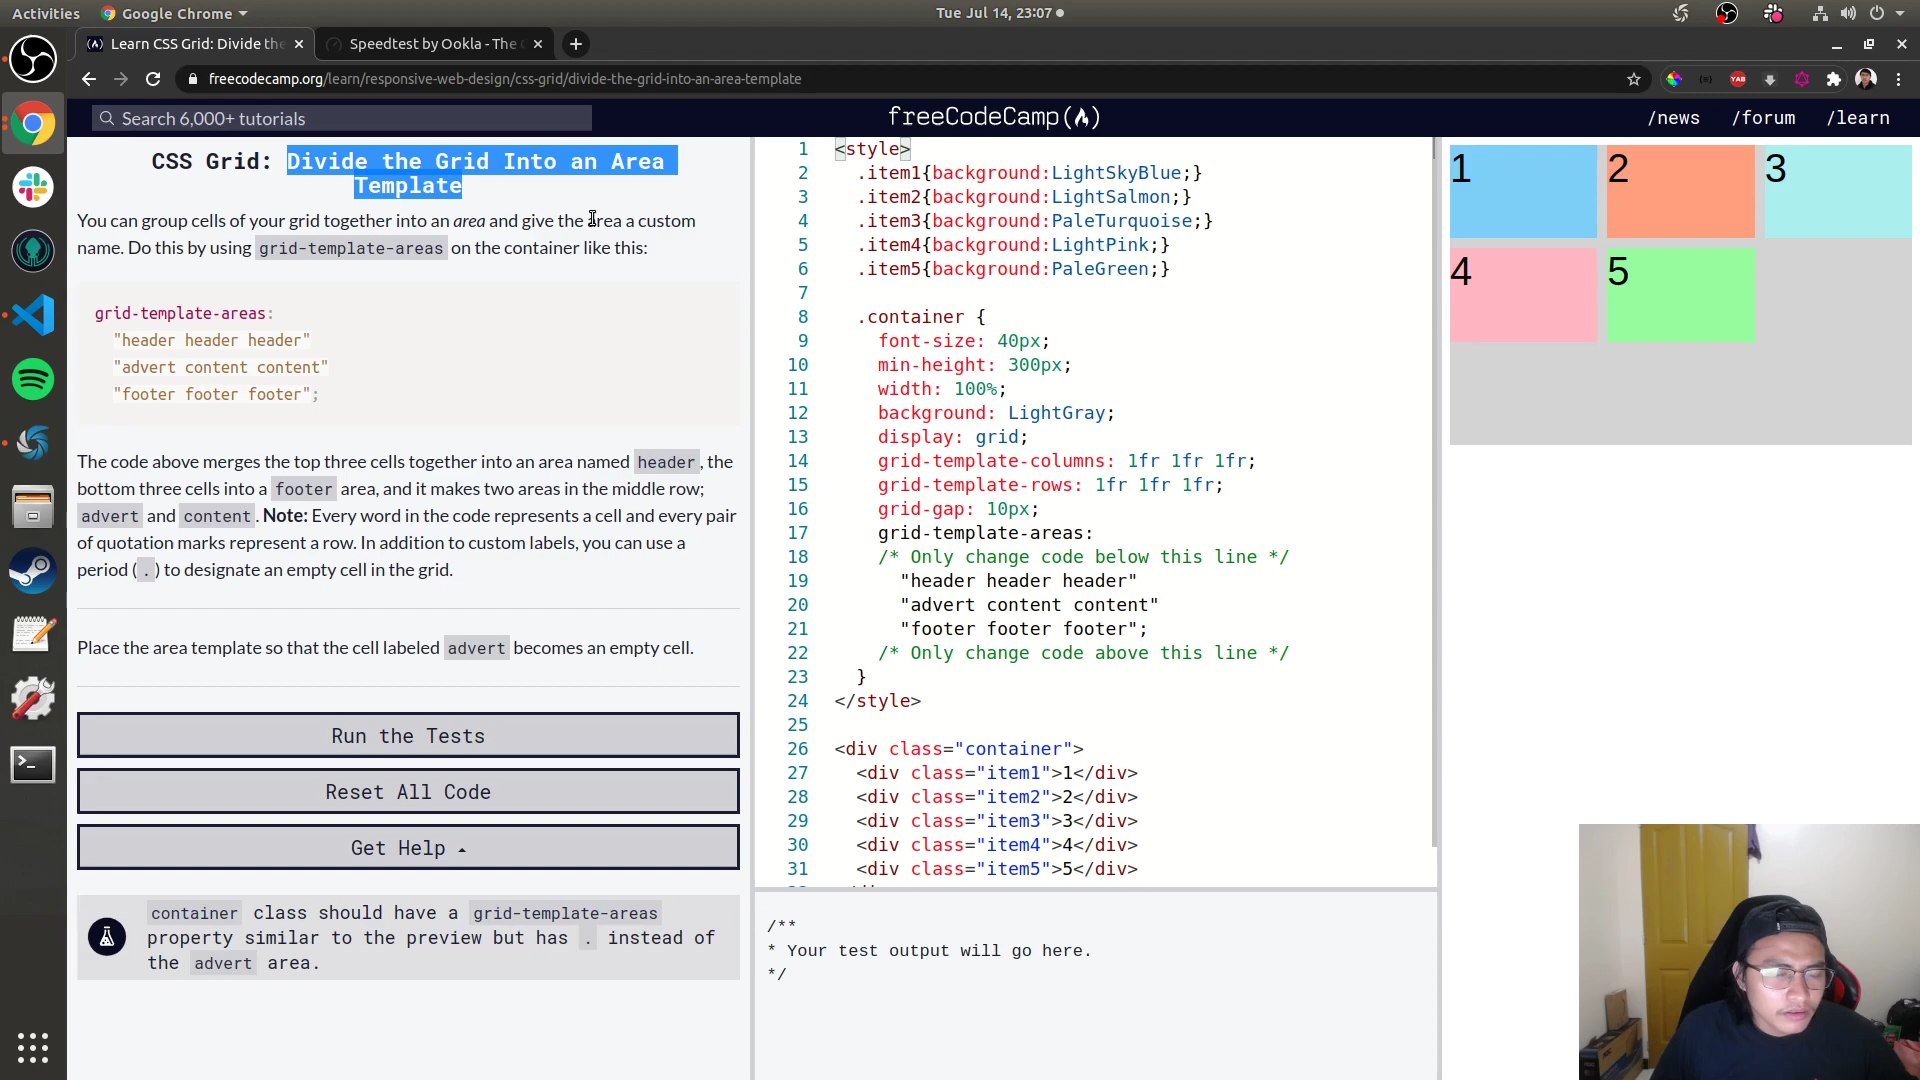 Activities
Google Chrome
Tue Jul 14, 23:07
Learn CSS Grid: Divide the
Speedtest by Ookla - The
freecodecamp.org/learn/responsive-web-design/css-grid/divide-the-grid-into-an-area-template
Search 6,000+ tutorials
freeCodeCamp
/news
/forum
/learn
CSS Grid: Divide the Grid Into an Area
Template
You can group cells of your grid together into an area and give the area a custom
name. Do this by using grid-template-areas on the container like this:
grid-template-areas:
"header header header"
"advert content content"
"footer footer footer";
The code above merges the top three cells together into an area named header, the
bottom three cells into a footer area, and it makes two areas in the middle row;
advert and content. Note: Every word in the code represents a cell and every pair
of quotation marks represent a row. In addition to custom labels, you can use a
period (.) to designate an empty cell in the grid.
Place the area template so that the cell labeled advert becomes an empty cell.
Run the Tests
Reset All Code
Get Help
container class should have a grid-template-areas
property similar to the preview but has . instead of
the advert area.
1 <style>
2 .item1{background:LightSkyBlue;}
3 .item2{background:LightSalmon;}
4 .item3{background:PaleTurquoise;}
5 .item4{background:LightPink;}
6 .item5{background:PaleGreen;}
7
8 .container {
9 font-size: 40px;
10 min-height: 300px;
11 width: 100%;
12 background: LightGray;
13 display: grid;
14 grid-template-columns: 1fr 1fr 1fr;
15 grid-template-rows: 1fr 1fr 1fr;
16 grid-gap: 10px;
17 grid-template-areas:
18 /* Only change code below this line */
19 "header header header"
20 "advert content content"
21 "footer footer footer";
22 /* Only change code above this line */
23 }
24 </style>
25
26 <div class="container">
27 <div class="item1">1</div>
28 <div class="item2">2</div>
29 <div class="item3">3</div>
30 <div class="item4">4</div>
31 <div class="item5">5</div>
/**
* Your test output will go here.
*/
1
2
3
4
5